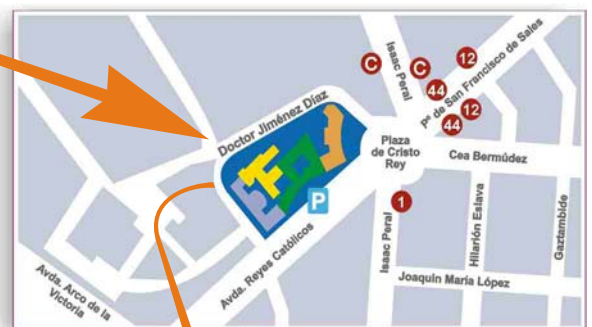 Isaac Peral
C
C
12
44
Pº de San Francisco de Sales
12
44
Doctor Jiménez Díaz
Plaza
de Cristo
Rey
Cea Bermúdez
P
1
Isaac Peral
Hilarión Eslava
Gaztambide
Avda. Reyes Católicos
Avda. Arco de la
Victoria
Joaquín María López